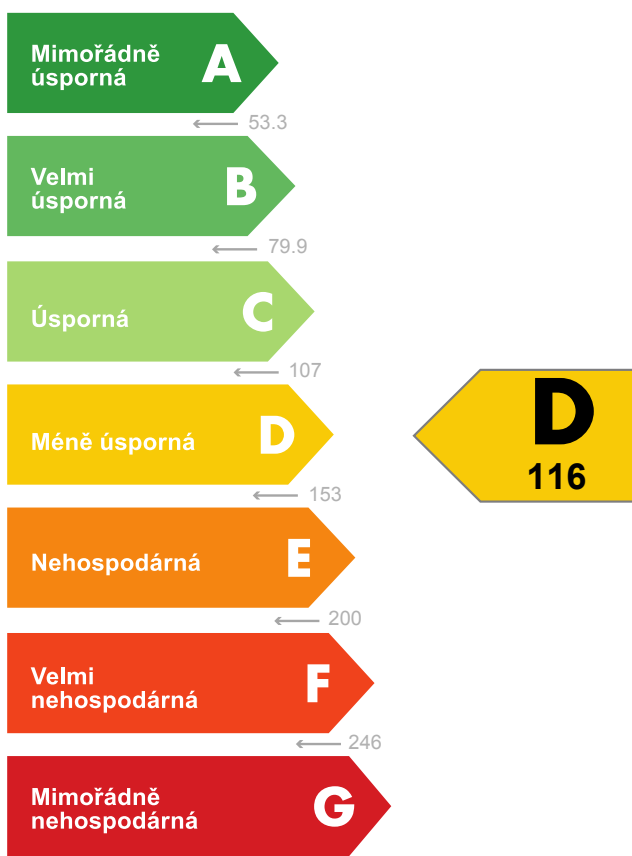 Mimořádně
úsporná
A
53.3
Velmi
úsporná
B
79.9
Úsporná
C
107
Méně úsporná
D
D
116
153
Nehospodárná
E
200
Velmi
nehospodárná
F
246
Mimořádně
nehospodárná
G